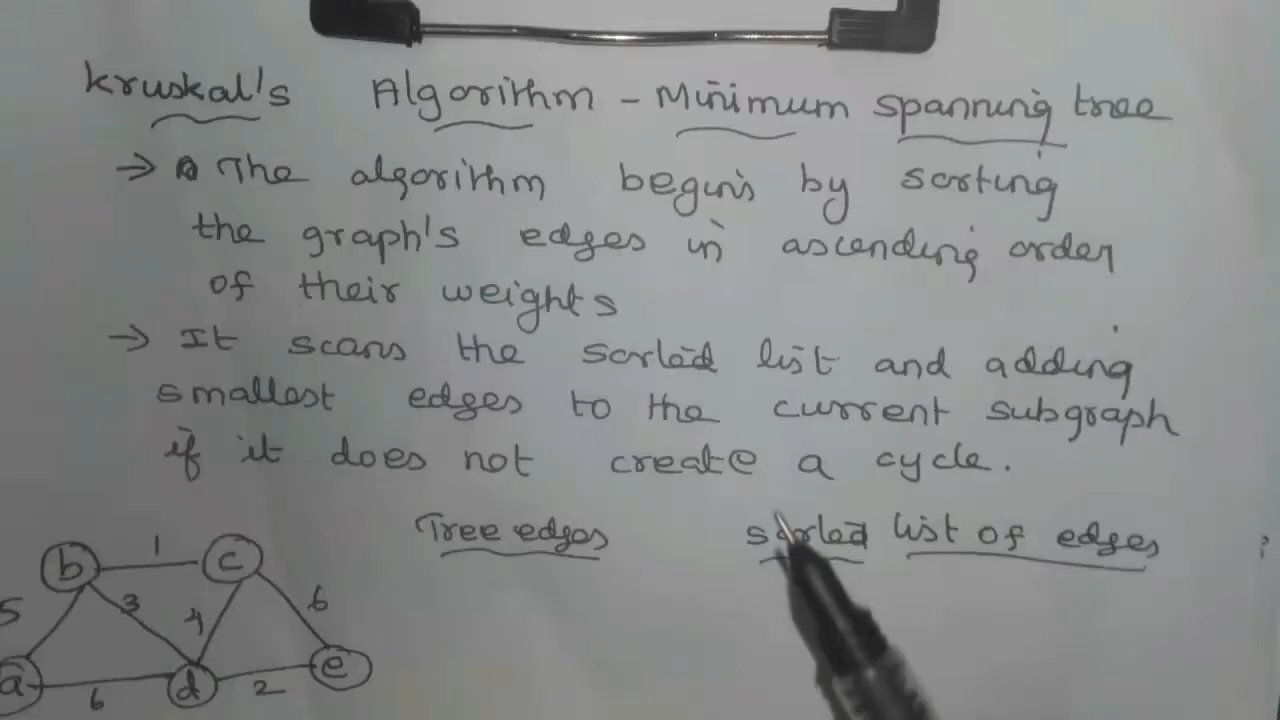 Kruskal's Algorithm - Minimum spanning tree
→ The algorithm begins by sorting
the graph's edges in ascending order
of their weights
→ It scans the sorted list and adding
smallest edges to the current subgraph
if it does not create a cycle.
Tree edges sorted list of edges
b 1 c
5 3 4 6
a 6 d 2 e